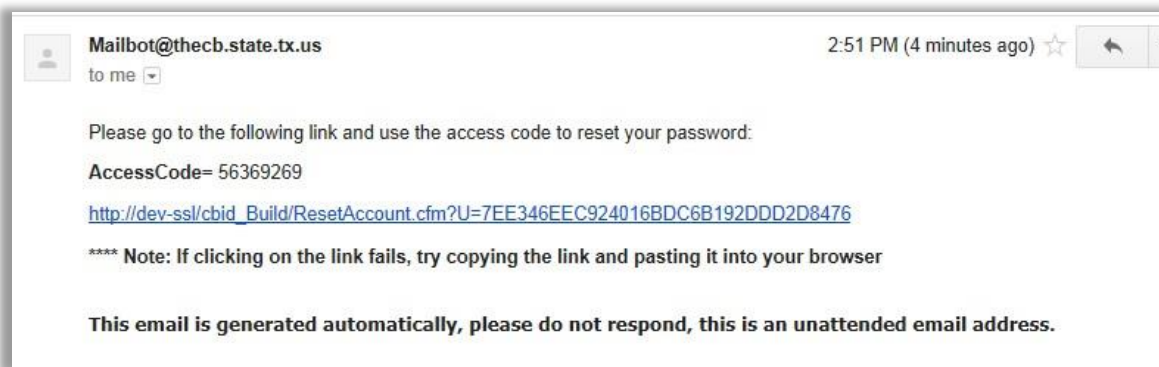 Mailbot@thecb.state.tx.us 2:51 PM (4 minutes ago)
to me
Please go to the following link and use the access code to reset your password:
AccessCode= 56369269
http://dev-ssl/cbid_Build/ResetAccount.cfm?U=7EE346EEC924016BDC6B192DDD2D8476
**** Note: If clicking on the link fails, try copying the link and pasting it into your browser
This email is generated automatically, please do not respond, this is an unattended email address.